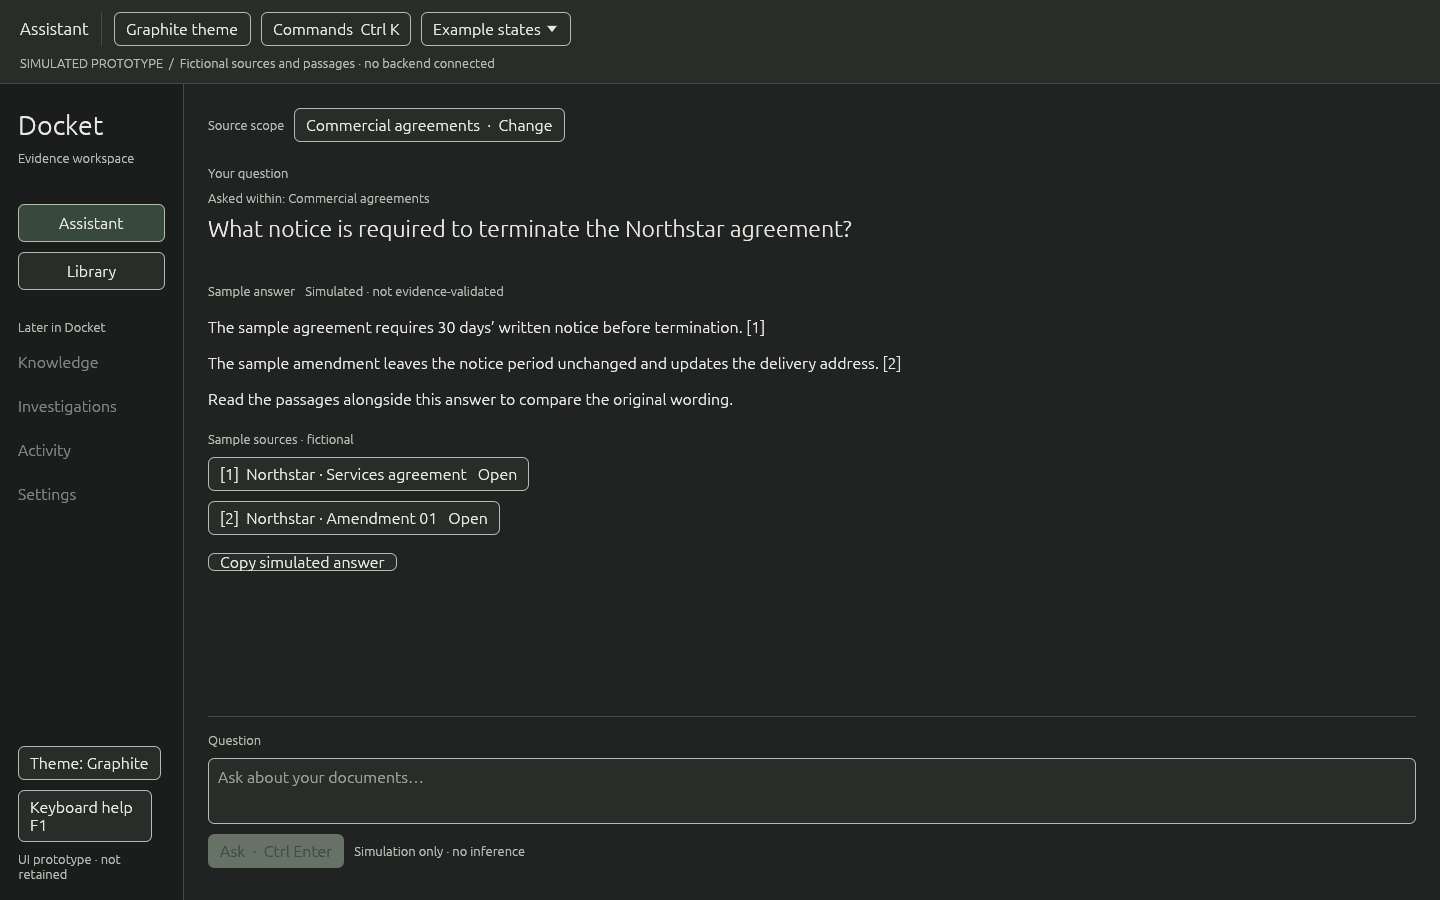 Assistant
Graphite theme
Commands Ctrl K
Example states
SIMULATED PROTOTYPE / Fictional sources and passages · no backend connected
Docket
Evidence workspace
Assistant
Library
Later in Docket
Knowledge
Investigations
Activity
Settings
Theme: Graphite
Keyboard help
F1
UI prototype · not
retained
Source scope
Commercial agreements · Change
Your question
Asked within: Commercial agreements
What notice is required to terminate the Northstar agreement?
Sample answer Simulated · not evidence-validated
The sample agreement requires 30 days’ written notice before termination. [1]
The sample amendment leaves the notice period unchanged and updates the delivery address. [2]
Read the passages alongside this answer to compare the original wording.
Sample sources · fictional
[1] Northstar · Services agreement Open
[2] Northstar · Amendment 01 Open
Copy simulated answer
Question
Ask about your documents…
Ask · Ctrl Enter
Simulation only · no inference